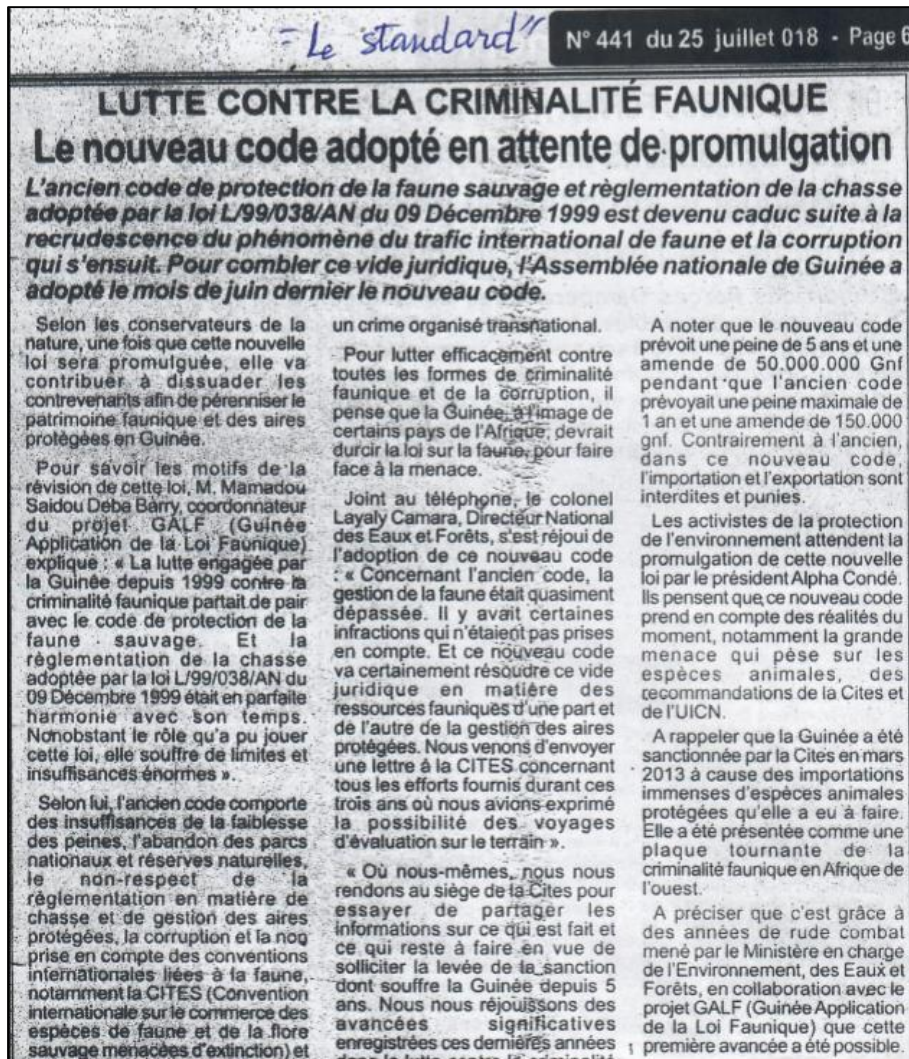 "Le standard"
N° 441 du 25 juillet 018 - Page 6
LUTTE CONTRE LA CRIMINALITÉ FAUNIQUE
Le nouveau code adopté en attente de promulgation
L'ancien code de protection de la faune sauvage et règlementation de la chasse
adoptée par la loi L/99/038/AN du 09 Décembre 1999 est devenu caduc suite à la
recrudescence du phénomène du trafic international de faune et la corruption
qui s'ensuit. Pour combler ce vide juridique, l'Assemblée nationale de Guinée a
adopté le mois de juin dernier le nouveau code.
Selon les conservateurs de la
nature, une fois que cette nouvelle
loi sera promulguée, elle va
contribuer à dissuader les
contrevenants afin de pérenniser le
patrimoine faunique et des aires
protégées en Guinée.
Pour savoir les motifs de la
révision de cette loi, M. Mamadou
Saidou Deba Barry, coordonnateur
du projet GALF (Guinée
Application de la Loi Faunique)
explique : « La lutte engagée par
la Guinée depuis 1999 contre la
criminalité faunique partait de pair
avec le code de protection de la
faune sauvage. Et la
règlementation de la chasse
adoptée par la loi L/99/038/AN du
09 Décembre 1999 était en parfaite
harmonie avec son temps.
Nonobstant le rôle qu'a pu jouer
cette loi, elle souffre de limites et
insuffisances énormes ».
Selon lui, l'ancien code comporte
des insuffisances de la faiblesse
des peines, l'abandon des parcs
nationaux et réserves naturelles,
le non-respect de la
règlementation en matière de
chasse et de gestion des aires
protégées, la corruption et la non
prise en compte des conventions
internationales liées à la faune,
notamment la CITES (Convention
internationale sur le commerce des
espèces de faune et de la flore
sauvage menacées d'extinction) et
un crime organisé transnational.
Pour lutter efficacement contre
toutes les formes de criminalité
faunique et de la corruption, il
pense que la Guinée, à l'image de
certains pays de l'Afrique, devrait
durcir la loi sur la faune, pour faire
face à la menace.
Joint au téléphone, le colonel
Layaly Camara, Directeur National
des Eaux et Forêts, s'est réjoui de
l'adoption de ce nouveau code
: « Concernant l'ancien code, la
gestion de la faune était quasiment
dépassée. Il y avait certaines
infractions qui n'étaient pas prises
en compte. Et ce nouveau code
va certainement résoudre ce vide
juridique en matière des
ressources fauniques d'une part et
de l'autre de la gestion des aires
protégées. Nous venons d'envoyer
une lettre à la CITES concernant
tous les efforts fournis durant ces
trois ans où nous avions exprimé
la possibilité des voyages
d'évaluation sur le terrain ».
« Où nous-mêmes, nous nous
rendons au siège de la Cites pour
essayer de partager les
informations sur ce qui est fait et
ce qui reste à faire en vue de
solliciter la levée de la sanction
dont souffre la Guinée depuis 5
ans. Nous nous réjouissons des
avancées significatives
enregistrées ces dernières années
dans la lutte contre la criminalité
A noter que le nouveau code
prévoit une peine de 5 ans et une
amende de 50.000.000 Gnf
pendant que l'ancien code
prévoyait une peine maximale de
1 an et une amende de 150.000
gnf. Contrairement à l'ancien,
dans ce nouveau code,
l'importation et l'exportation sont
interdites et punies.
Les activistes de la protection
de l'environnement attendent la
promulgation de cette nouvelle
loi par le président Alpha Condé.
Ils pensent que ce nouveau code
prend en compte des réalités du
moment, notamment la grande
menace qui pèse sur les
espèces animales, des
recommandations de la Cites et
de l'UICN.
A rappeler que la Guinée a été
sanctionnée par la Cites en mars
2013 à cause des importations
immenses d'espèces animales
protégées qu'elle a eu à faire.
Elle a été présentée comme une
plaque tournante de la
criminalité faunique en Afrique de
l'ouest.
A préciser que c'est grâce à
des années de rude combat
mené par le Ministère en charge
de l'Environnement, des Eaux et
Forêts, en collaboration avec le
projet GALF (Guinée Application
de la Loi Faunique) que cette
première avancée a été possible.